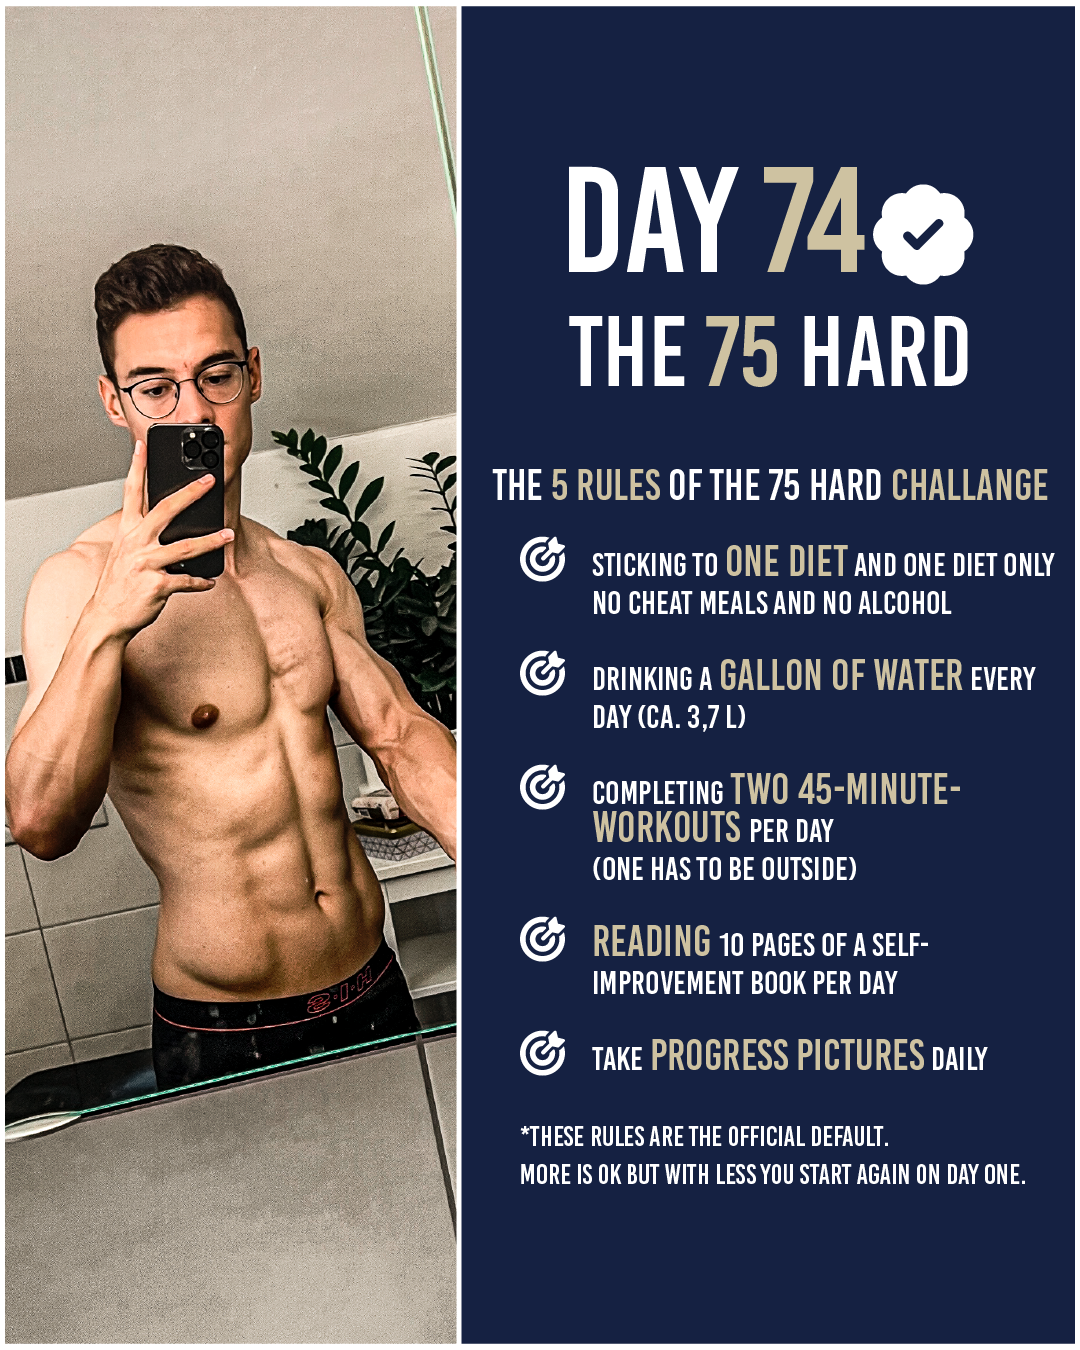 DAY 74
THE 75 HARD
THE 5 RULES OF THE 75 HARD CHALLANGE
STICKING TO ONE DIET AND ONE DIET ONLY
NO CHEAT MEALS AND NO ALCOHOL
DRINKING A GALLON OF WATER EVERY
DAY (CA. 3,7 L)
COMPLETING TWO 45-MINUTE-
WORKOUTS PER DAY
(ONE HAS TO BE OUTSIDE)
READING 10 PAGES OF A SELF-
IMPROVEMENT BOOK PER DAY
TAKE PROGRESS PICTURES DAILY
*THESE RULES ARE THE OFFICIAL DEFAULT.
MORE IS OK BUT WITH LESS YOU START AGAIN ON DAY ONE.